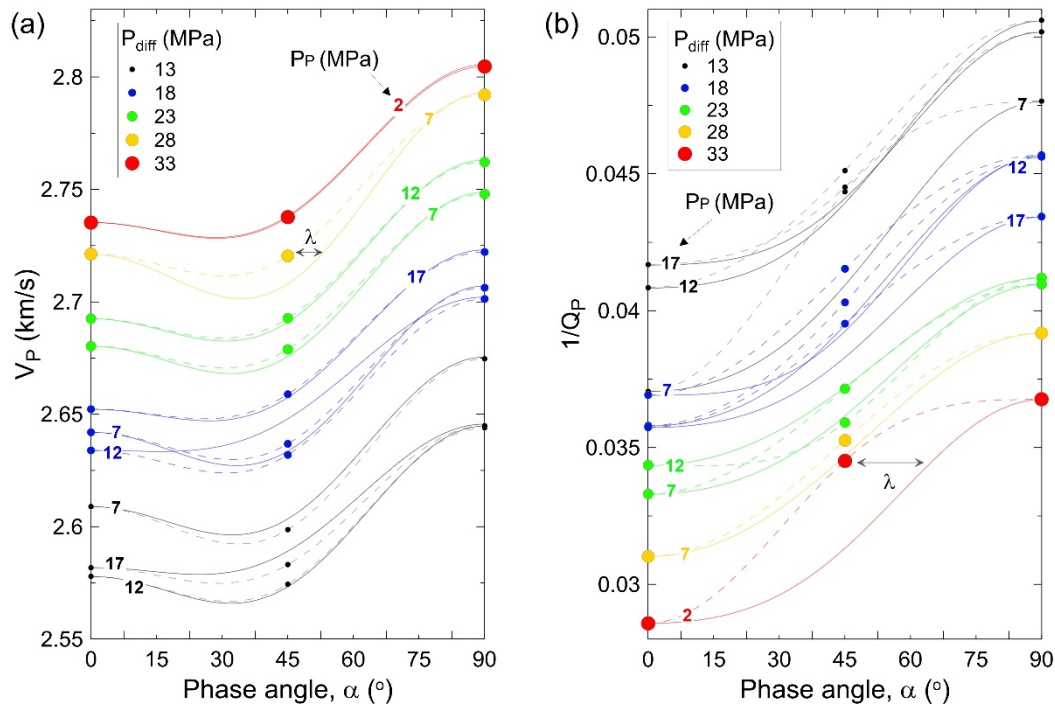 (a)
P_diff (MPa)
13
18
23
28
33
P_P (MPa)
2
7
12
7
17
λ
7
12
7
17
12
2.8
2.75
2.7
2.65
2.6
2.55
V_P (km/s)
0 15 30 45 60 75 90
Phase angle, α (°)
(b)
P_diff (MPa)
13
18
23
28
33
P_P (MPa)
7
12
17
17
12
7
12
7
λ
7
2
0.05
0.045
0.04
0.035
0.03
1/Q_P
0 15 30 45 60 75 90
Phase angle, α (°)